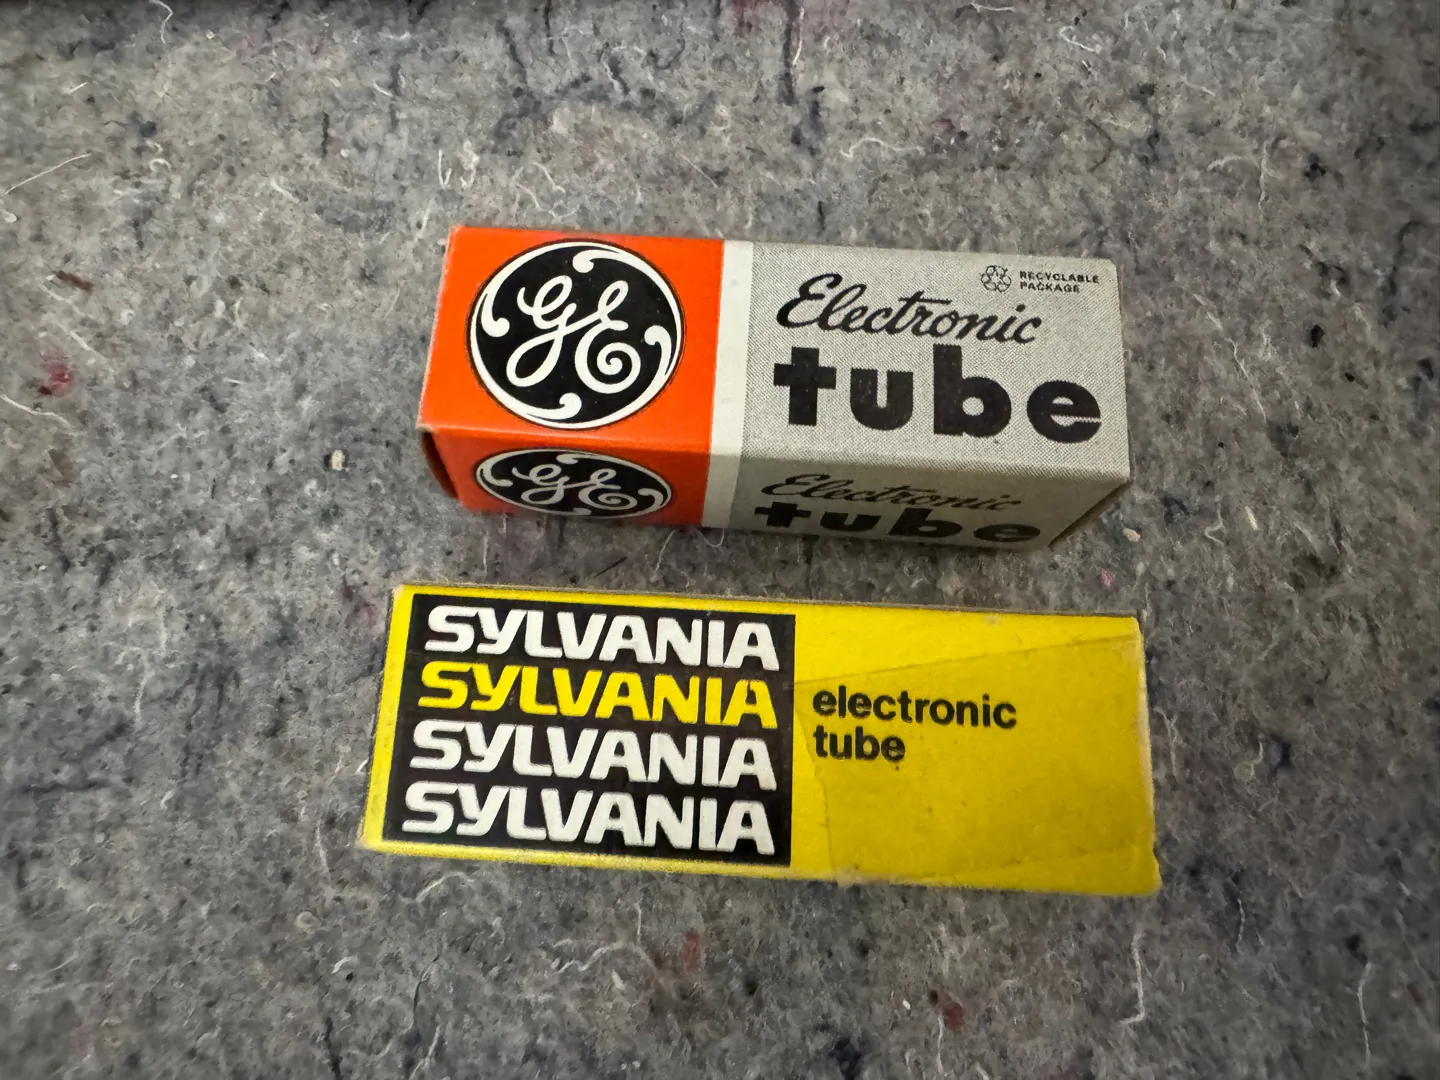 GE
Electronic
RECYCLABLE
PACKAGE
tube
GE
Electronic
tube
SYLVANIA
SYLVANIA
SYLVANIA
SYLVANIA
electronic
tube